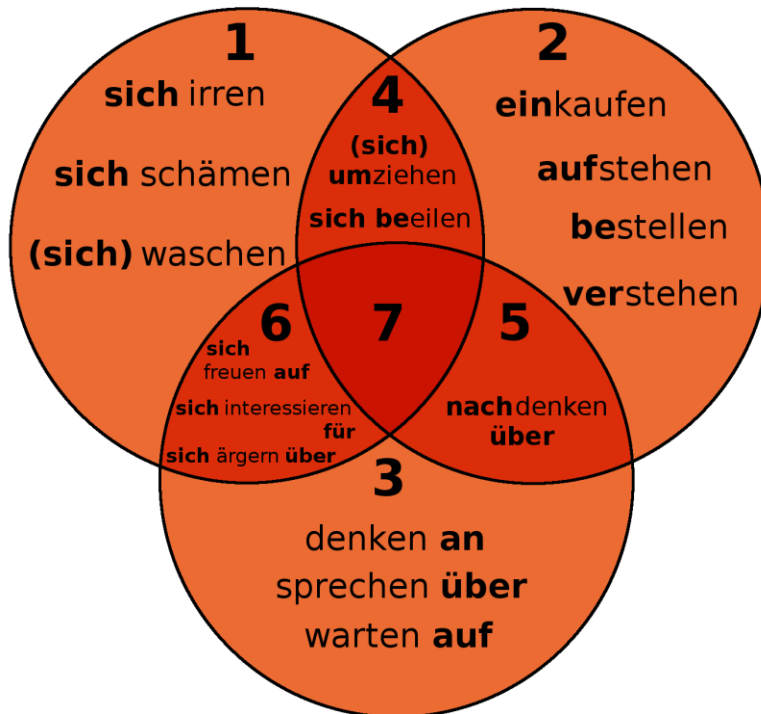 1
sich irren
sich schämen
(sich) waschen
2
einkaufen
aufstehen
bestellen
verstehen
4
(sich)
umziehen
sich beeilen
6
sich
freuen auf
sich interessieren
für
sich ärgern über
7
5
nachdenken
über
3
denken an
sprechen über
warten auf